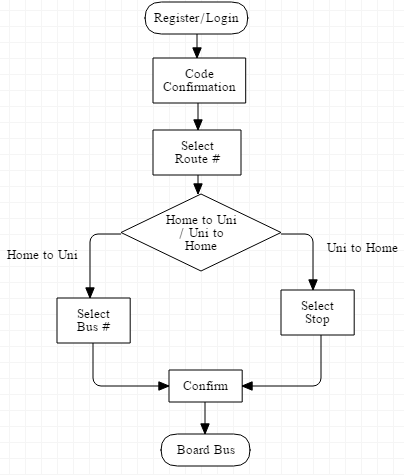 Register/Login
Code
Confirmation
Select
Route #
Home to Uni
/ Uni to
Home
Home to Uni
Uni to Home
Select
Bus #
Select
Stop
Confirm
Board Bus